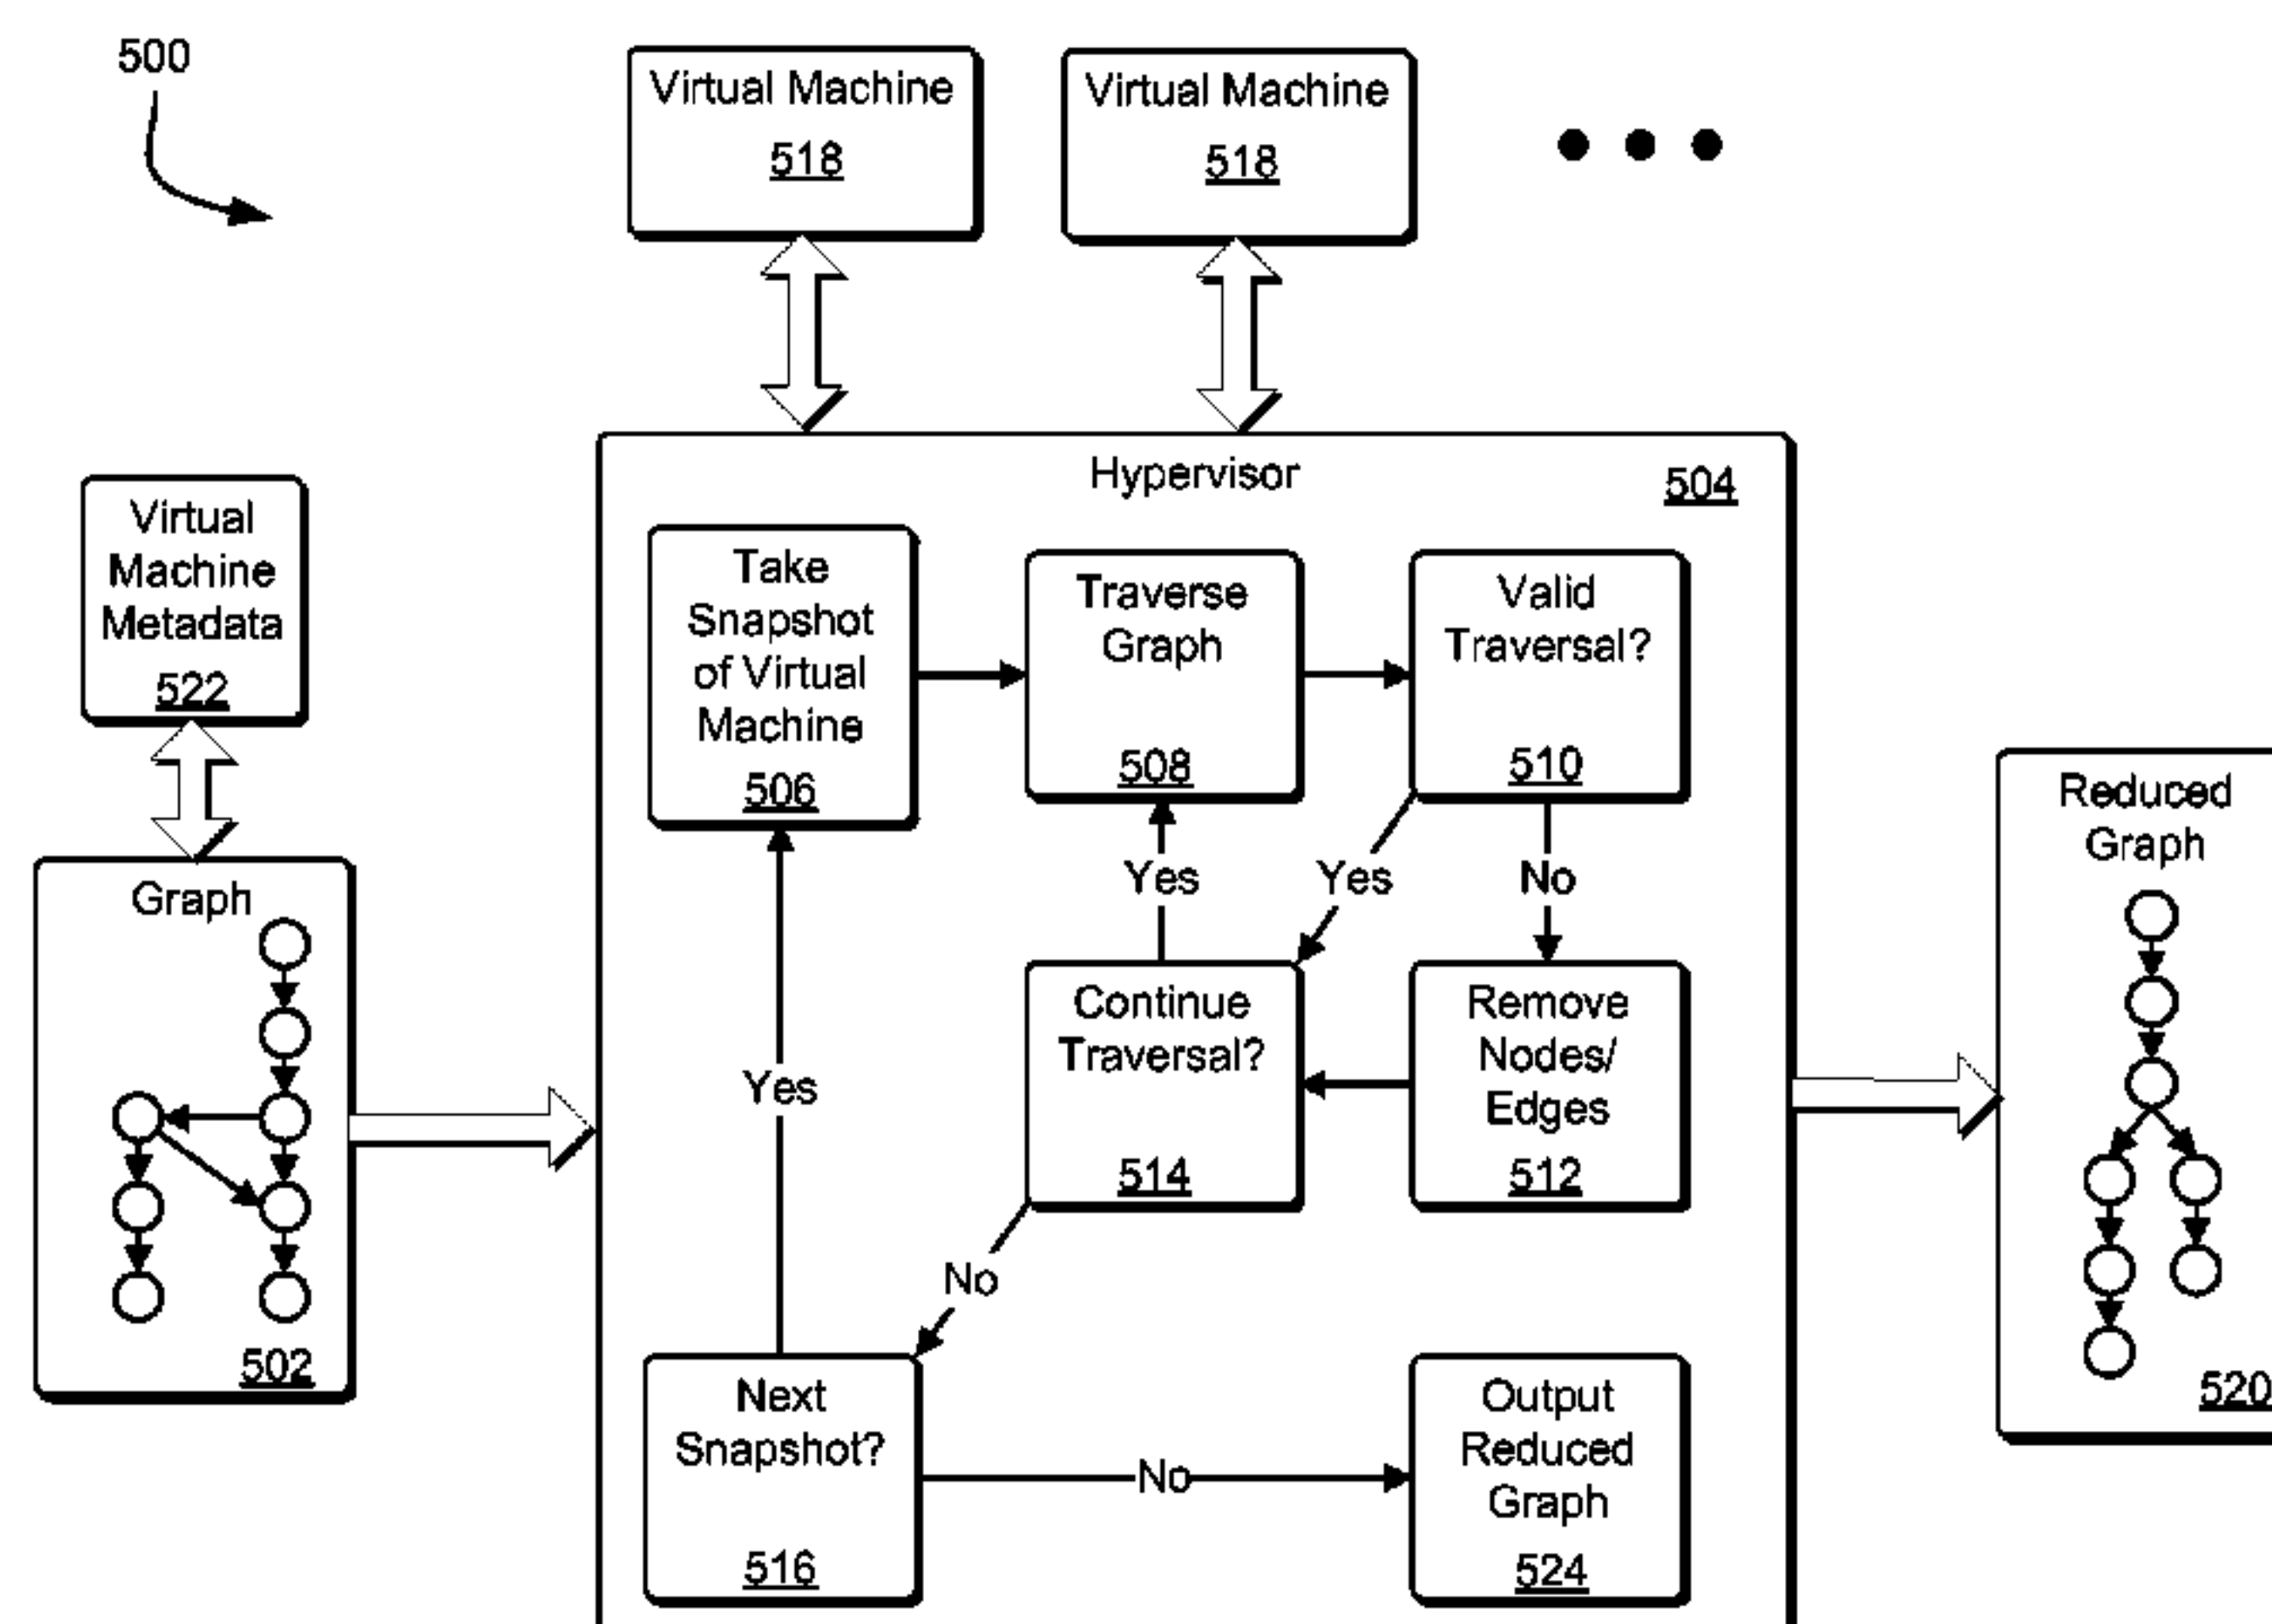 500
Virtual Machine
518
Virtual Machine
518
Hypervisor
504
Virtual
Machine
Metadata
522
Take
Snapshot
of Virtual
Machine
506
Traverse
Graph
508
Valid
Traversal?
510
Yes
Yes
No
Graph
502
Continue
Traversal?
514
Remove
Nodes/
Edges
512
Yes
No
Next
Snapshot?
516
No
Output
Reduced
Graph
524
Reduced
Graph
520